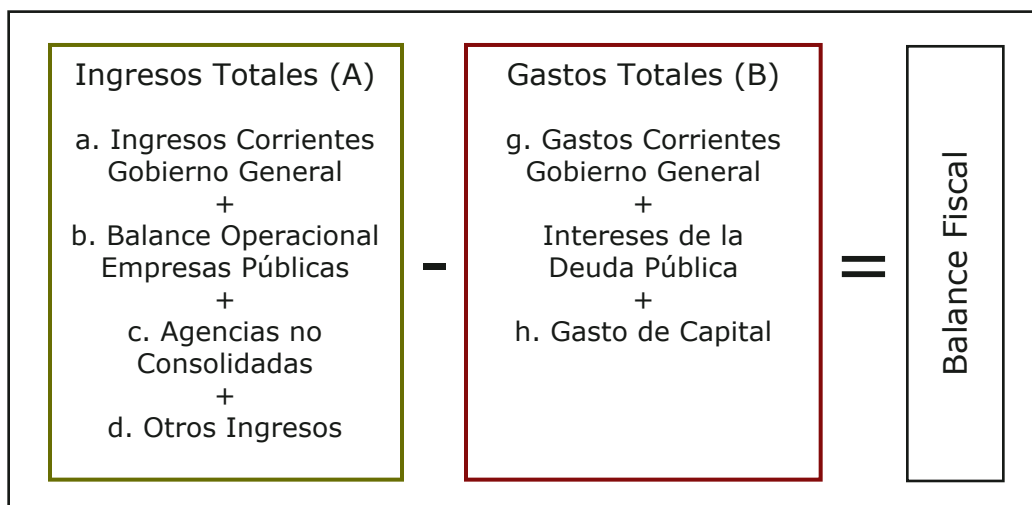 Ingresos Totales (A)
a. Ingresos Corrientes
Gobierno General
+
b. Balance Operacional
Empresas Públicas
+
c. Agencias no
Consolidadas
+
d. Otros Ingresos
-
Gastos Totales (B)
g. Gastos Corrientes
Gobierno General
+
Intereses de la
Deuda Pública
+
h. Gasto de Capital
=
Balance Fiscal